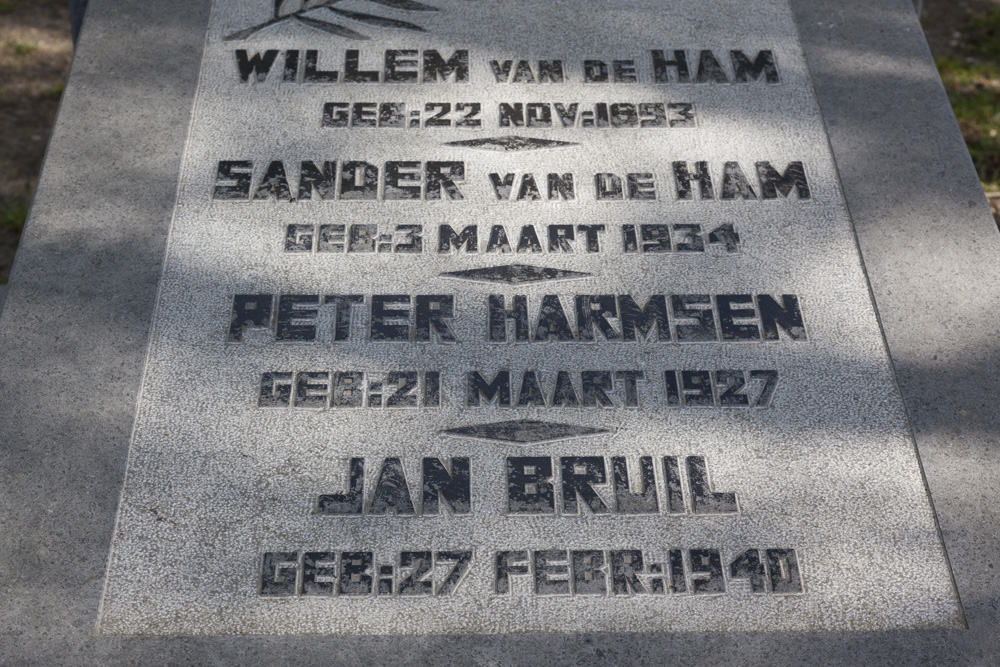 WILLEM VAN DE HAM
GEB:22 NOV:1893
SANDER VAN DE HAM
GEB:3 MAART 1934
PETER HARMSEN
GEB:21 MAART 1927
JAN BRUIL
GEB:27 FEBR:1940